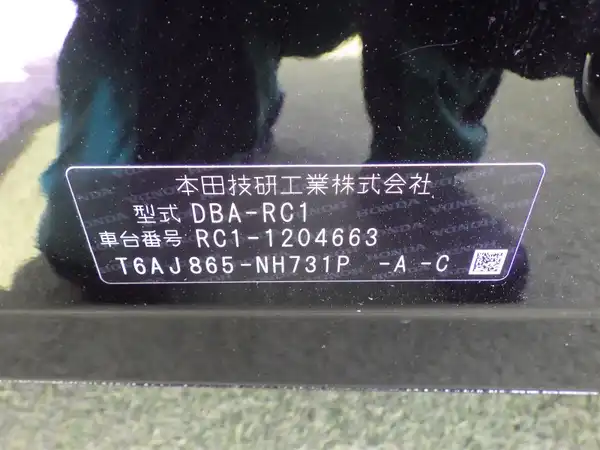 本田技研工業株式会社
型式 DBA-RC1
車台番号 RC1-1204663
T6AJ865-NH731P -A -C